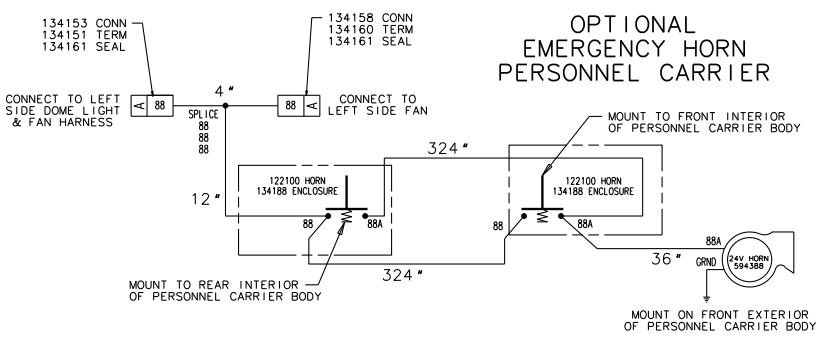 134153 CONN
134151 TERM
134161 SEAL
134158 CONN
134160 TERM
134161 SEAL
OPTIONAL
EMERGENCY HORN
PERSONNEL CARRIER
CONNECT TO LEFT
SIDE DOME LIGHT
& FAN HARNESS
A 88
4"
SPLICE
88
88
88
88 A
CONNECT TO
LEFT SIDE FAN
MOUNT TO FRONT INTERIOR
OF PERSONNEL CARRIER BODY
324"
12"
122100 HORN
134188 ENCLOSURE
88
88A
122100 HORN
134188 ENCLOSURE
88
88A
324"
36"
88A
GRND
24V HORN
594388
MOUNT TO REAR INTERIOR
OF PERSONNEL CARRIER BODY
MOUNT ON FRONT EXTERIOR
OF PERSONNEL CARRIER BODY